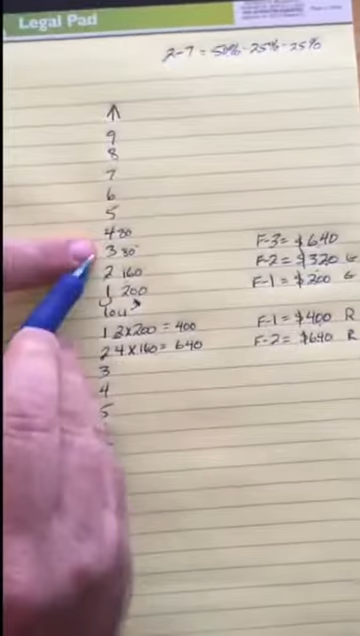 Legal Pad
2-7 = 50% - 25% - 25%
9
8
7
6
5
4 80
3 80 F-3 = $640
2 160 F-2 = $320 G
1 200 F-1 = $200 G
You
1 2x200 = 400 F-1 = $400 R
2 4x160 = 640 F-2 = $640 R
3
4
5